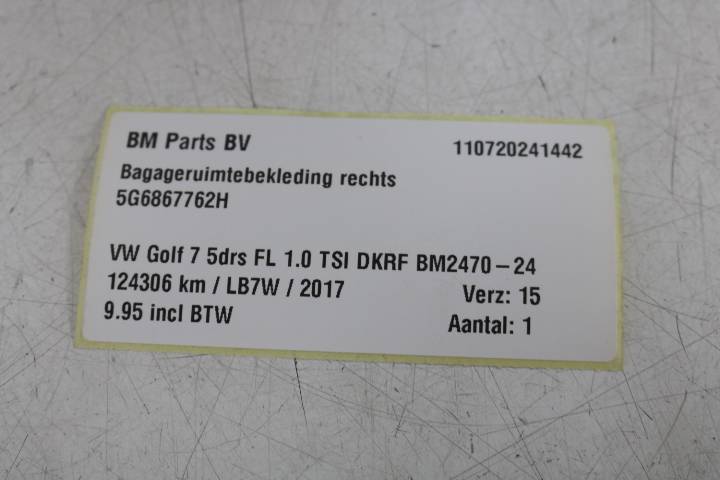 BM Parts BV 110720241442
Bagageruimtebekleding rechts
5G6867762H
VW Golf 7 5drs FL 1.0 TSI DKRF BM2470-24
124306 km / LB7W / 2017 Verz: 15
9.95 incl BTW Aantal: 1